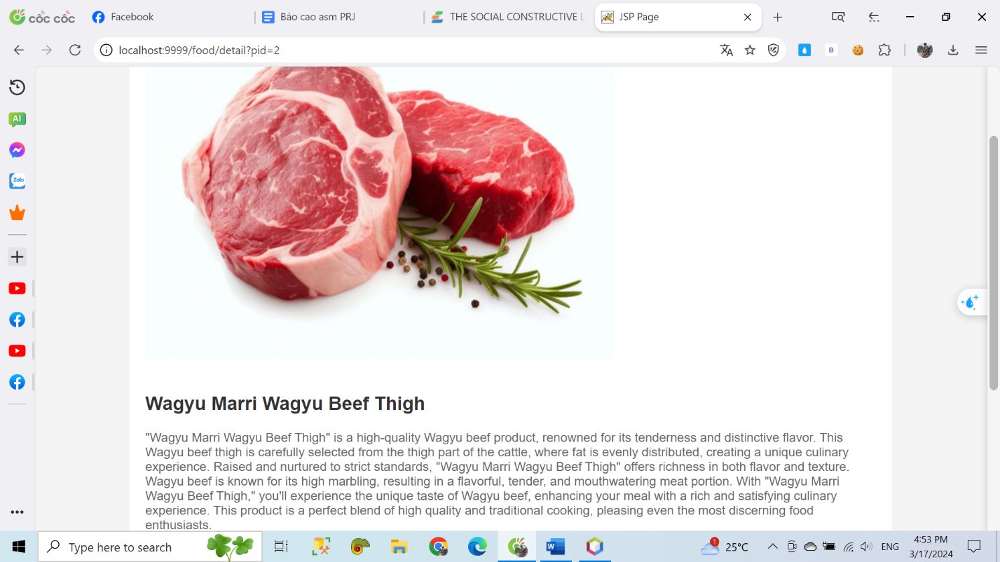 cốc cốc
Facebook
Báo cao asm PRJ
THE SOCIAL CONSTRUCTIVE
JSP Page
localhost:9999/food/detail?pid=2
B
AI
Zalo
Wagyu Marri Wagyu Beef Thigh
"Wagyu Marri Wagyu Beef Thigh" is a high-quality Wagyu beef product, renowned for its tenderness and distinctive flavor. This
Wagyu beef thigh is carefully selected from the thigh part of the cattle, where fat is evenly distributed, creating a unique culinary
experience. Raised and nurtured to strict standards, "Wagyu Marri Wagyu Beef Thigh" offers richness in both flavor and texture.
Wagyu beef is known for its high marbling, resulting in a flavorful, tender, and mouthwatering meat portion. With "Wagyu Marri
Wagyu Beef Thigh," you'll experience the unique taste of Wagyu beef, enhancing your meal with a rich and satisfying culinary
experience. This product is a perfect blend of high quality and traditional cooking, pleasing even the most discerning food
enthusiasts.
Type here to search
W
1
25°C
ENG
4:53 PM
3/17/2024